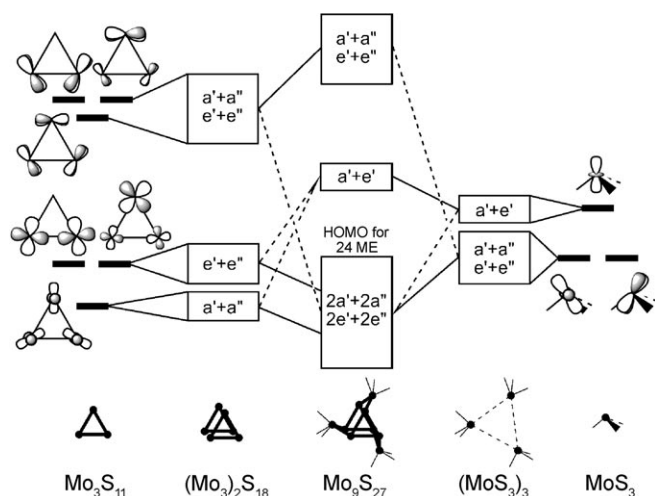 a'+a"
e'+e"
a'+a"
e'+e"
a'+e'
a'+e'
HOMO for
24 ME
e'+e"
a'+a"
a'+a"
e'+e"
2a'+2a"
2e'+2e"
Mo₃S₁₁
(Mo₃)₂S₁₈
Mo₉S₂₇
(MoS₃)₃
MoS₃